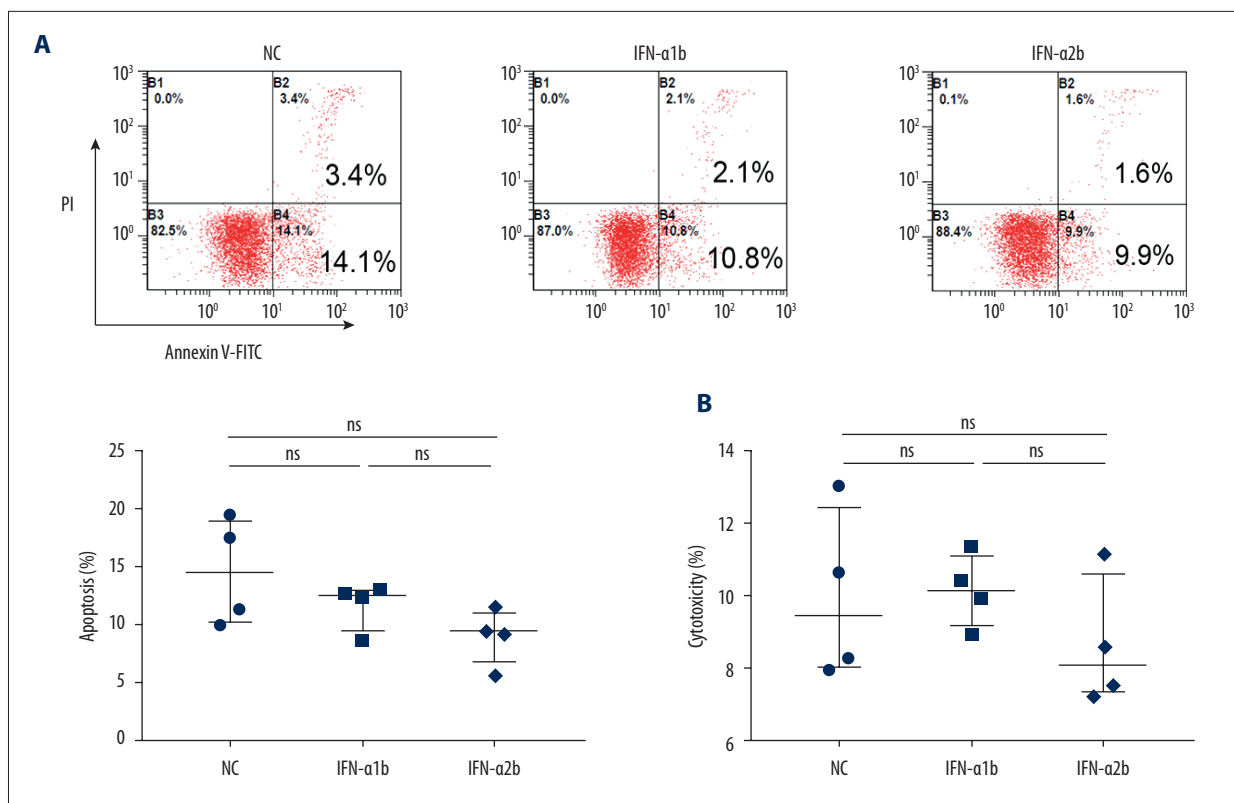 A
NC
IFN-α1b
IFN-α2b
10³
10²
10¹
10⁰
B1
0.0%
B2
3.4%
3.4%
B3
82.5%
B4
14.1%
14.1%
10⁰
10¹
10²
10³
PI
Annexin V-FITC
10³
10²
10¹
10⁰
B1
0.0%
B2
2.1%
2.1%
B3
87.0%
B4
10.8%
10.8%
10⁰
10¹
10²
10³
10³
10²
10¹
10⁰
B1
0.1%
B2
1.6%
1.6%
B3
88.4%
B4
9.9%
9.9%
10⁰
10¹
10²
10³
ns
ns
ns
25
20
15
10
5
0
Apoptosis (%)
NC
IFN-α1b
IFN-α2b
B
ns
ns
ns
14
12
10
8
6
Cytotoxicity (%)
NC
IFN-α1b
IFN-α2b